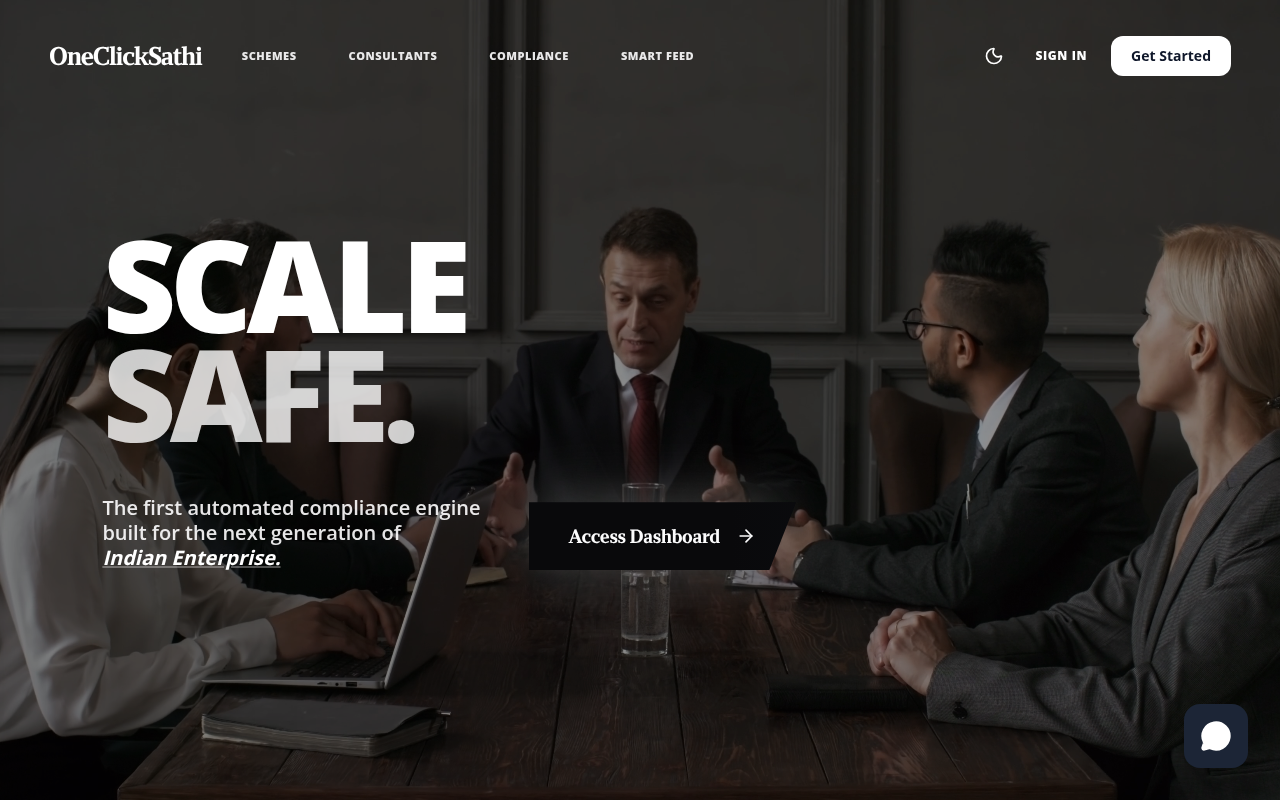 OneClickSathi
SCHEMES
CONSULTANTS
COMPLIANCE
SMART FEED
SIGN IN
Get Started
SCALE
SAFE.
The first automated compliance engine
built for the next generation of
Indian Enterprise.
Access Dashboard